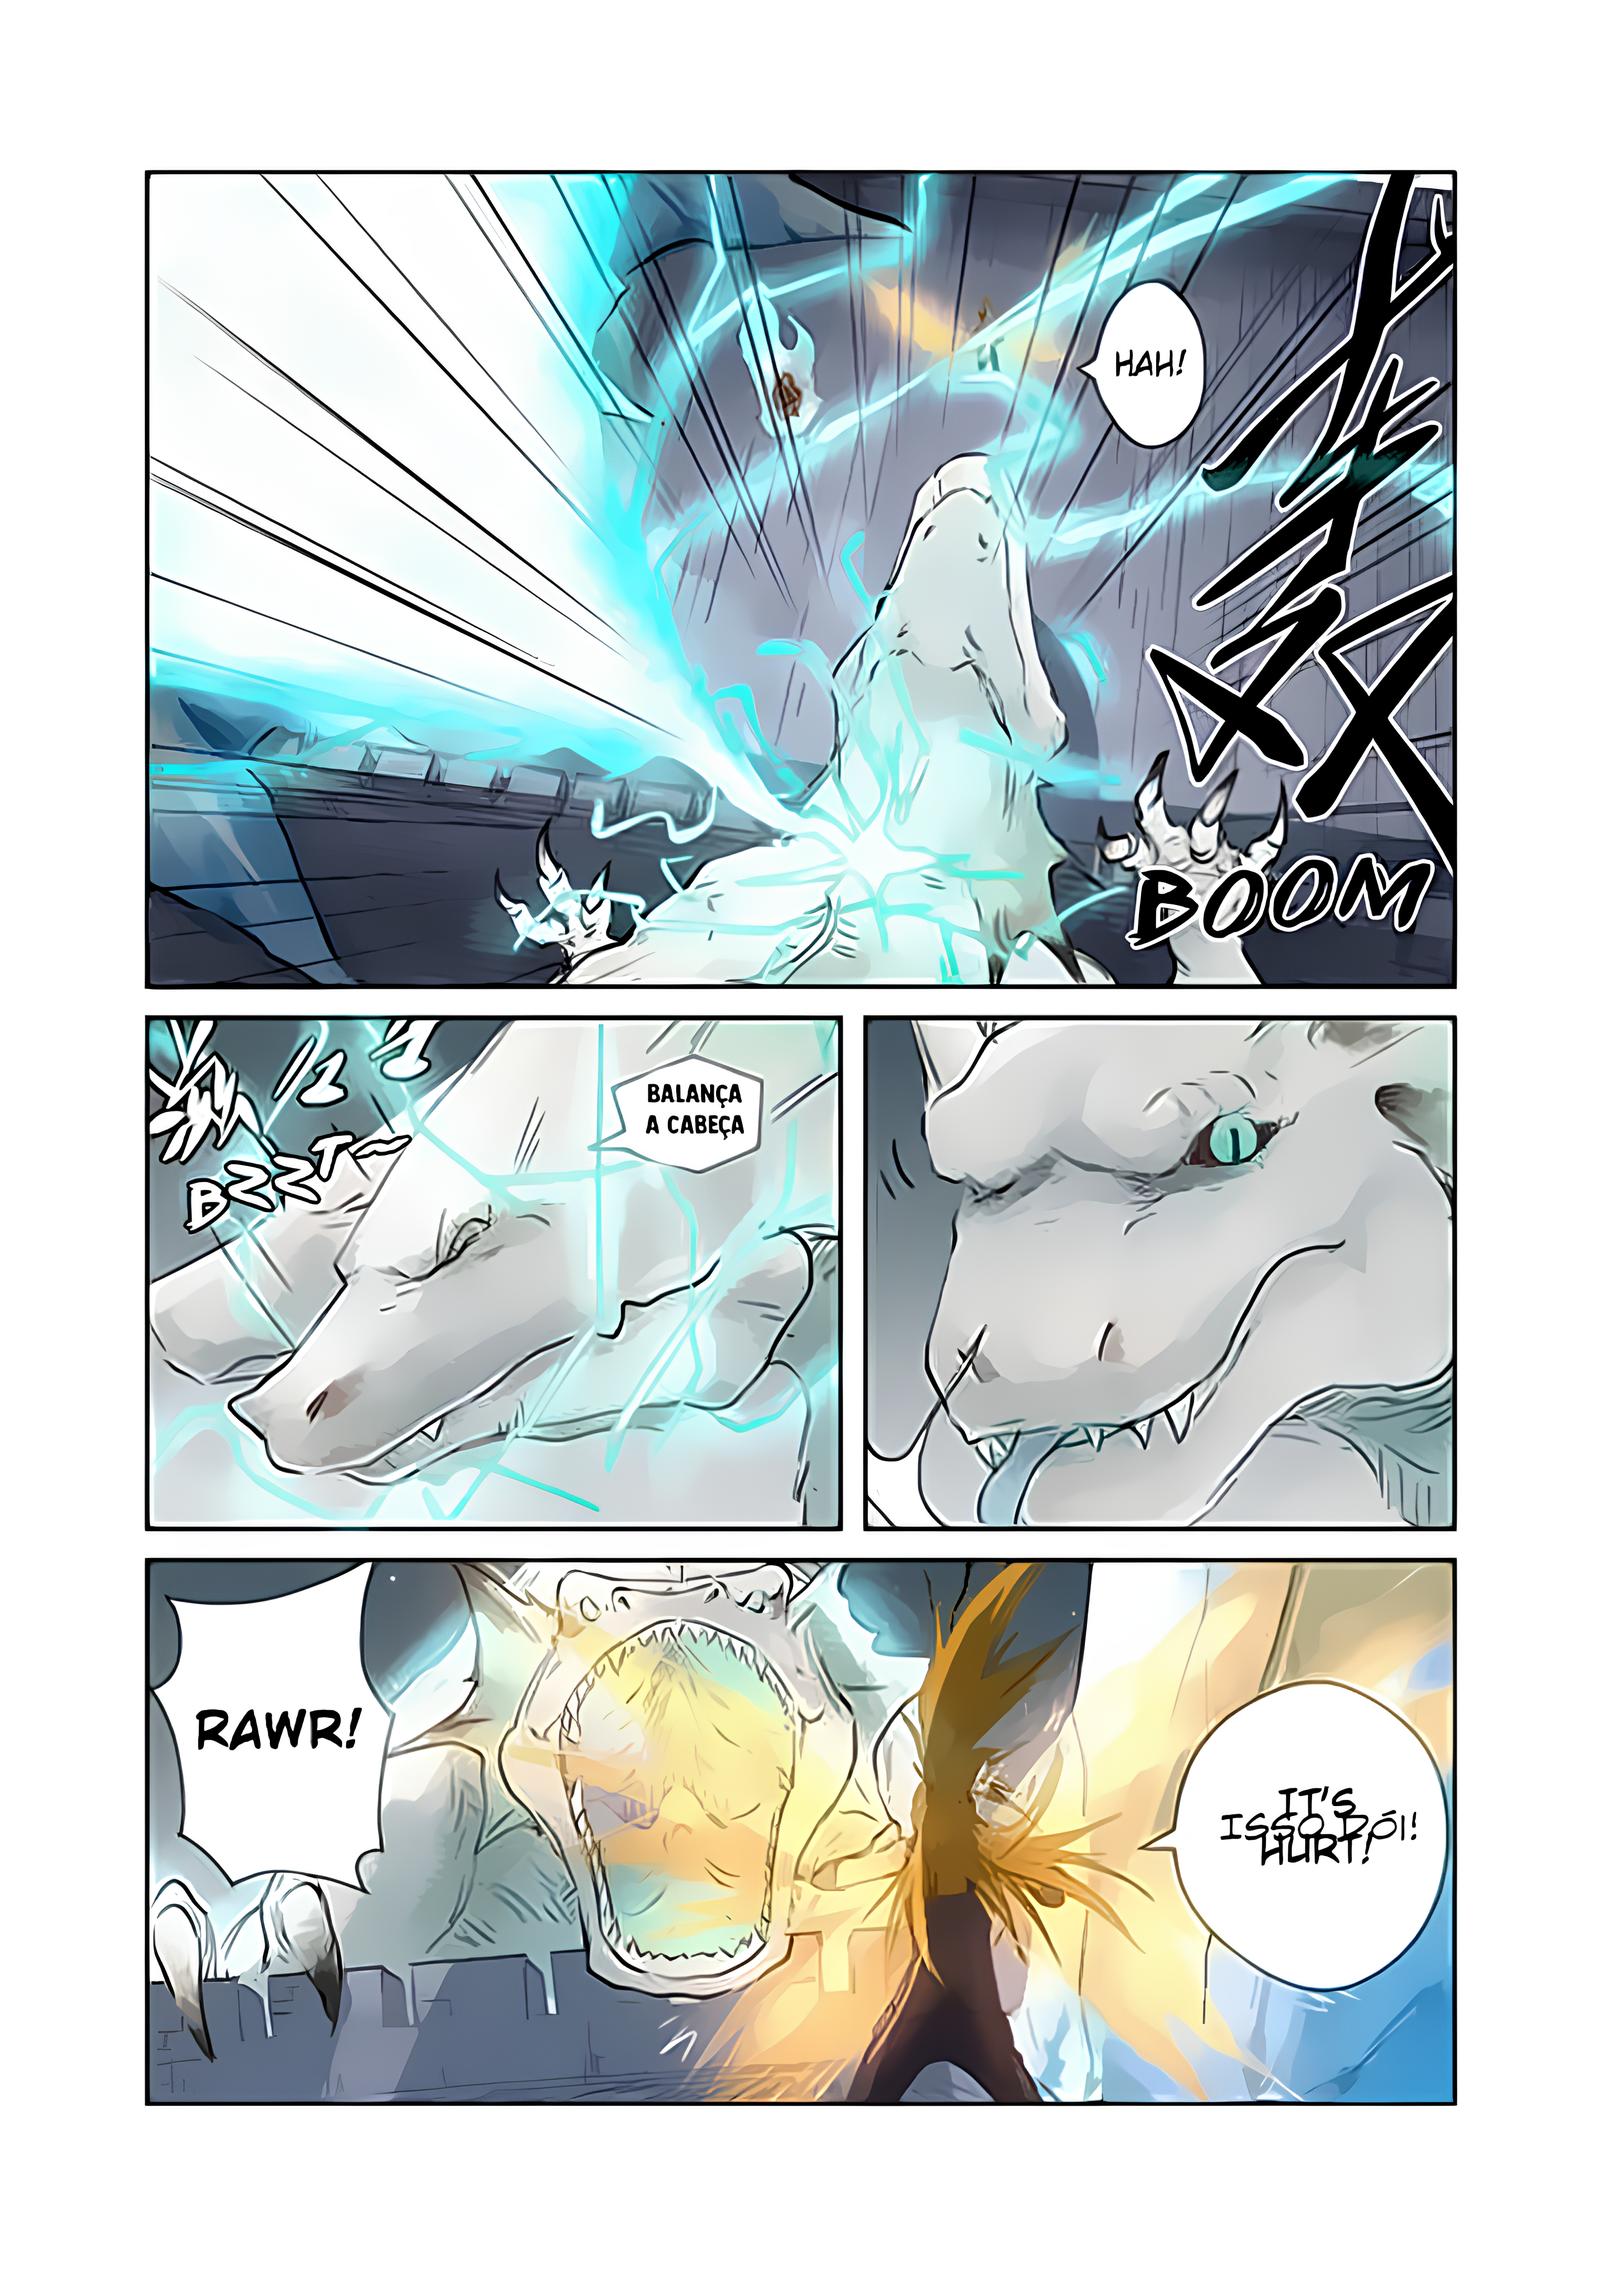 HAH!
BOOM
BZZT~
BALANÇA
A CABEÇA
RAWR!
IT'S
ISSO DÓI!
HURT!